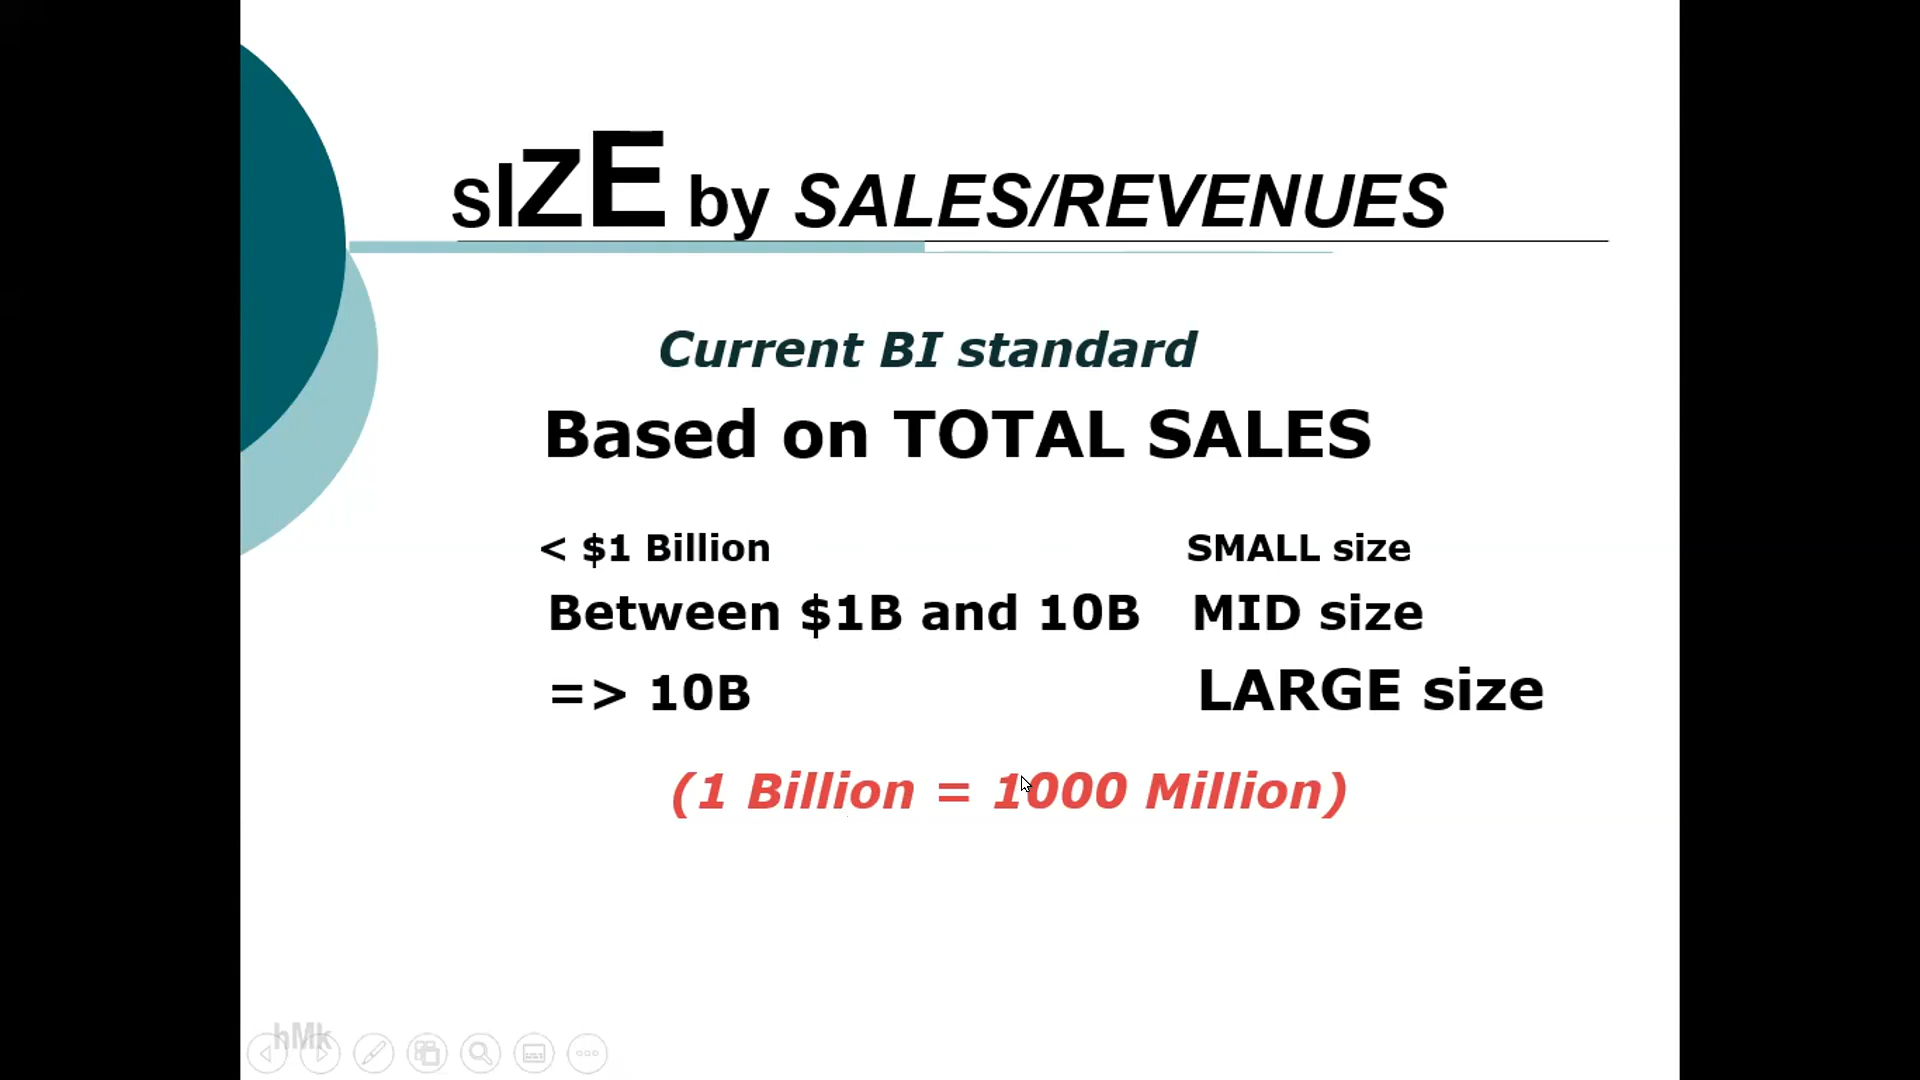 SIZE by SALES/REVENUES
Current BI standard
Based on TOTAL SALES
< $1 Billion SMALL size
Between $1B and 10B MID size
=> 10B LARGE size
(1 Billion = 1000 Million)
hMk